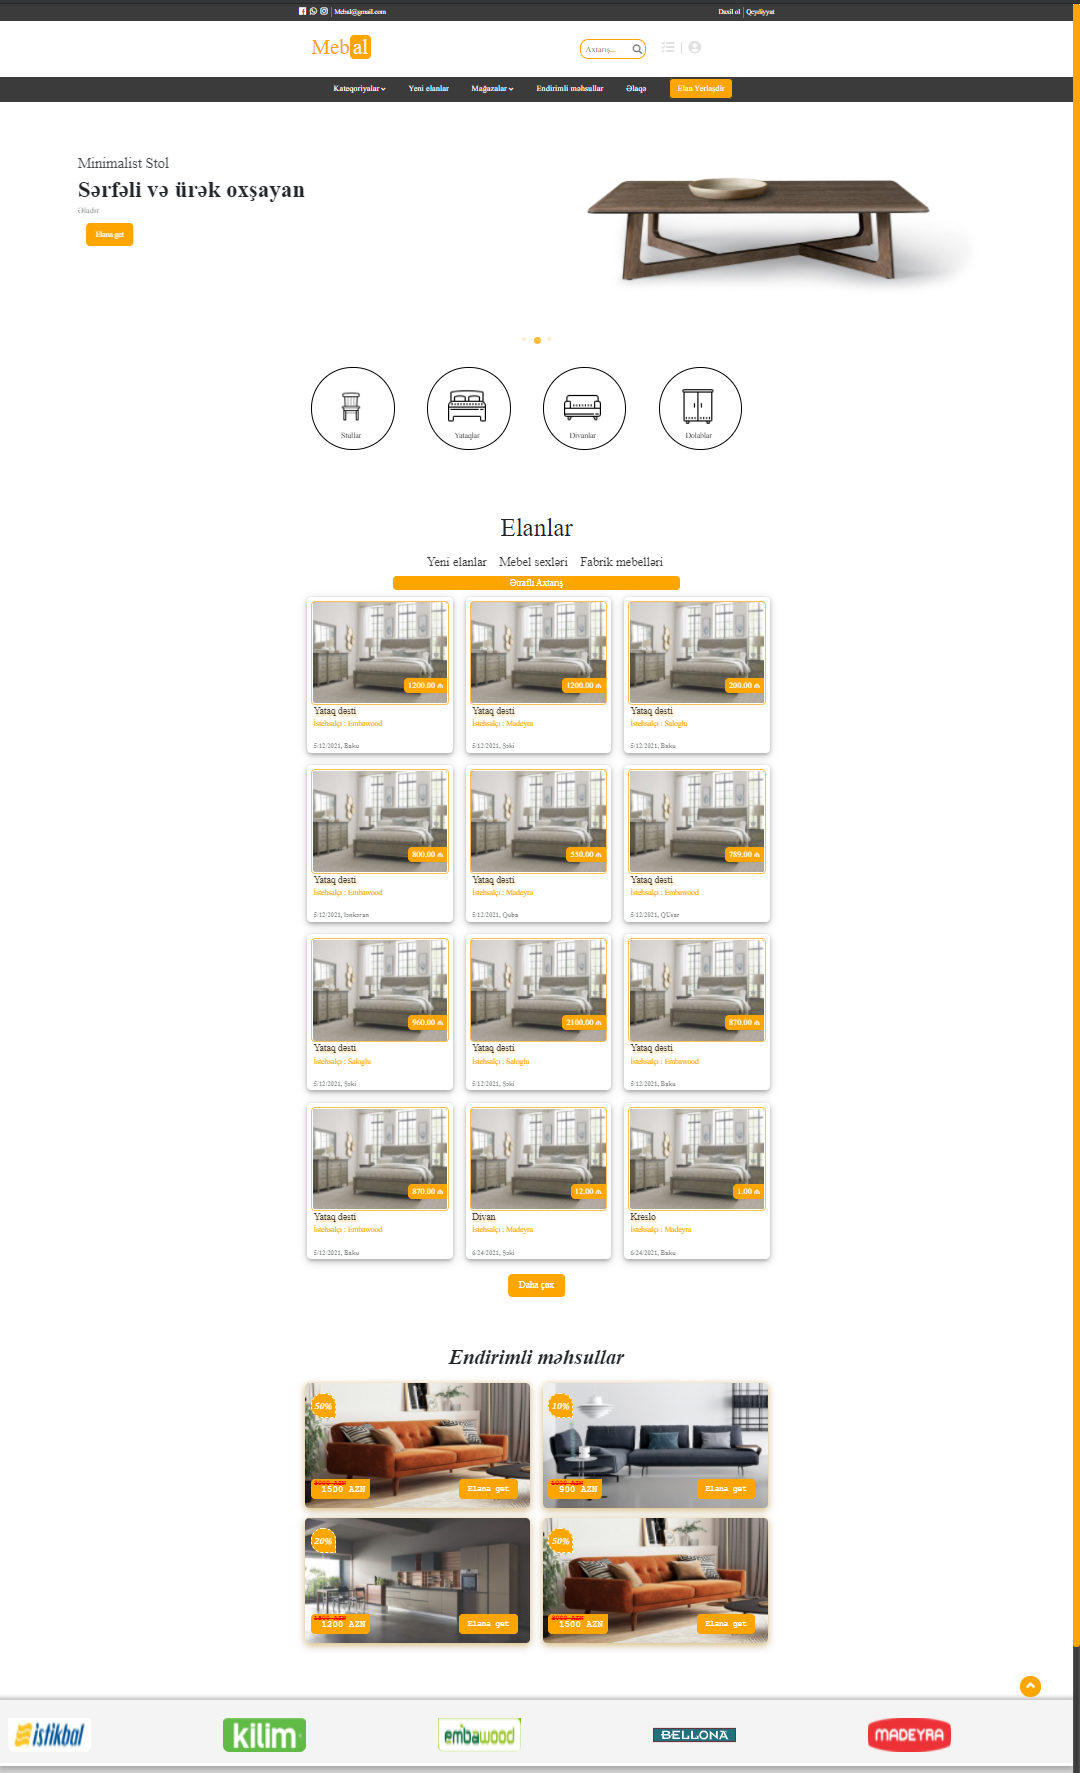 Mebal@gmail.com
Daxil ol | Qeydiyyat
Mebal
Axtarış...
Kateqoriyalar
Yeni elanlar
Mağazalar
Endirimli məhsullar
Əlaqə
Elan Yerləşdir
Minimalist Stol
Sərfəli və ürək oxşayan
Əladır
Elana get
Stullar
Yataqlar
Divanlar
Dolablar
Elanlar
Yeni elanlar Mebel sexləri Fabrik mebelləri
Ətraflı Axtarış
1200.00 ₼
Yataq dəsti
İstehsalçı : Embawood
5/12/2021, Baku
1200.00 ₼
Yataq dəsti
İstehsalçı : Madeyra
5/12/2021, Şəki
200.00 ₼
Yataq dəsti
İstehsalçı : Saloglu
5/12/2021, Baku
800.00 ₼
Yataq dəsti
İstehsalçı : Embawood
5/12/2021, lənkəran
550.00 ₼
Yataq dəsti
İstehsalçı : Madeyra
5/12/2021, Quba
789.00 ₼
Yataq dəsti
İstehsalçı : Embawood
5/12/2021, QUsar
960.00 ₼
Yataq dəsti
İstehsalçı : Saloglu
5/12/2021, Şəki
2100.00 ₼
Yataq dəsti
İstehsalçı : Saloglu
5/12/2021, Şəki
870.00 ₼
Yataq dəsti
İstehsalçı : Embawood
5/12/2021, Baku
870.00 ₼
Yataq dəsti
İstehsalçı : Embawood
5/12/2021, Baku
12.00 ₼
Divan
İstehsalçı : Madeyra
6/24/2021, Şəki
1.00 ₼
Kreslo
İstehsalçı : Madeyra
6/24/2021, Baku
Daha çox
Endirimli məhsullar
50%
3000 AZN
1500 AZN
Elana get
10%
900 AZN
Elana get
20%
1200 AZN
Elana get
50%
3000 AZN
1500 AZN
Elana get
istikbal
kilim
embawood
BELLONA
MADEYRA